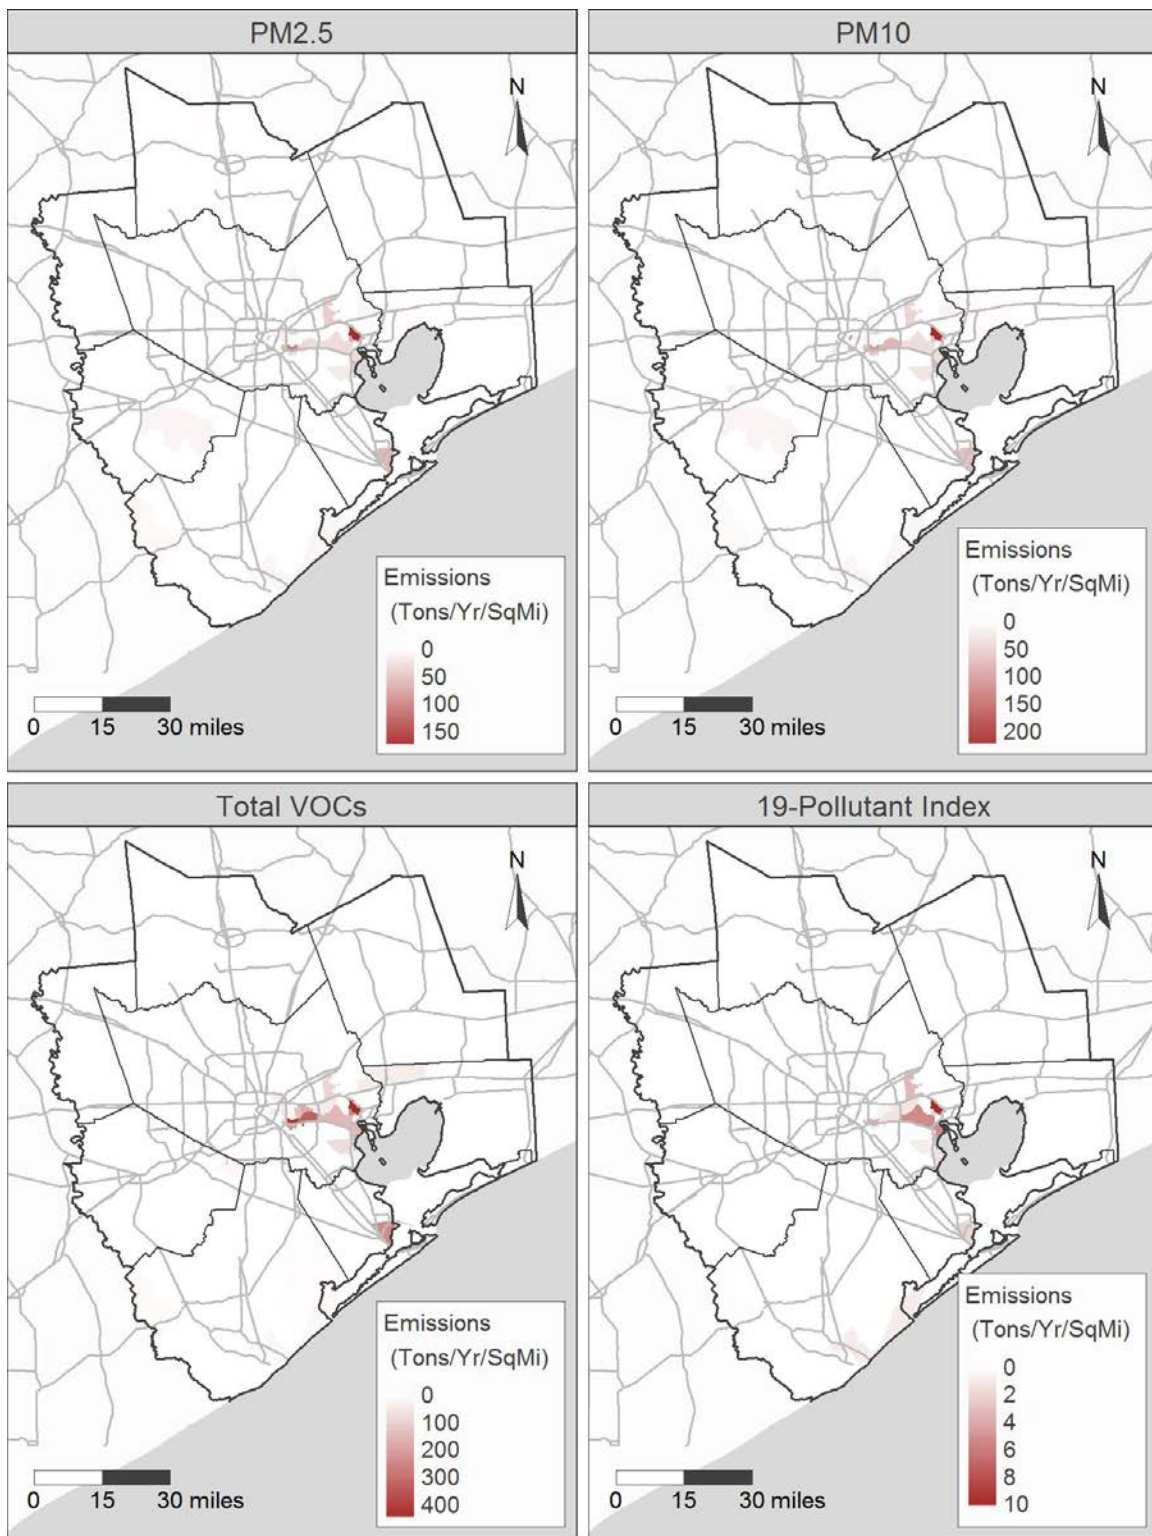 PM2.5
N
Emissions
(Tons/Yr/SqMi)
0
50
100
150
0 15 30 miles
PM10
N
Emissions
(Tons/Yr/SqMi)
0
50
100
150
200
0 15 30 miles
Total VOCs
N
Emissions
(Tons/Yr/SqMi)
0
100
200
300
400
0 15 30 miles
19-Pollutant Index
N
Emissions
(Tons/Yr/SqMi)
0
2
4
6
8
10
0 15 30 miles